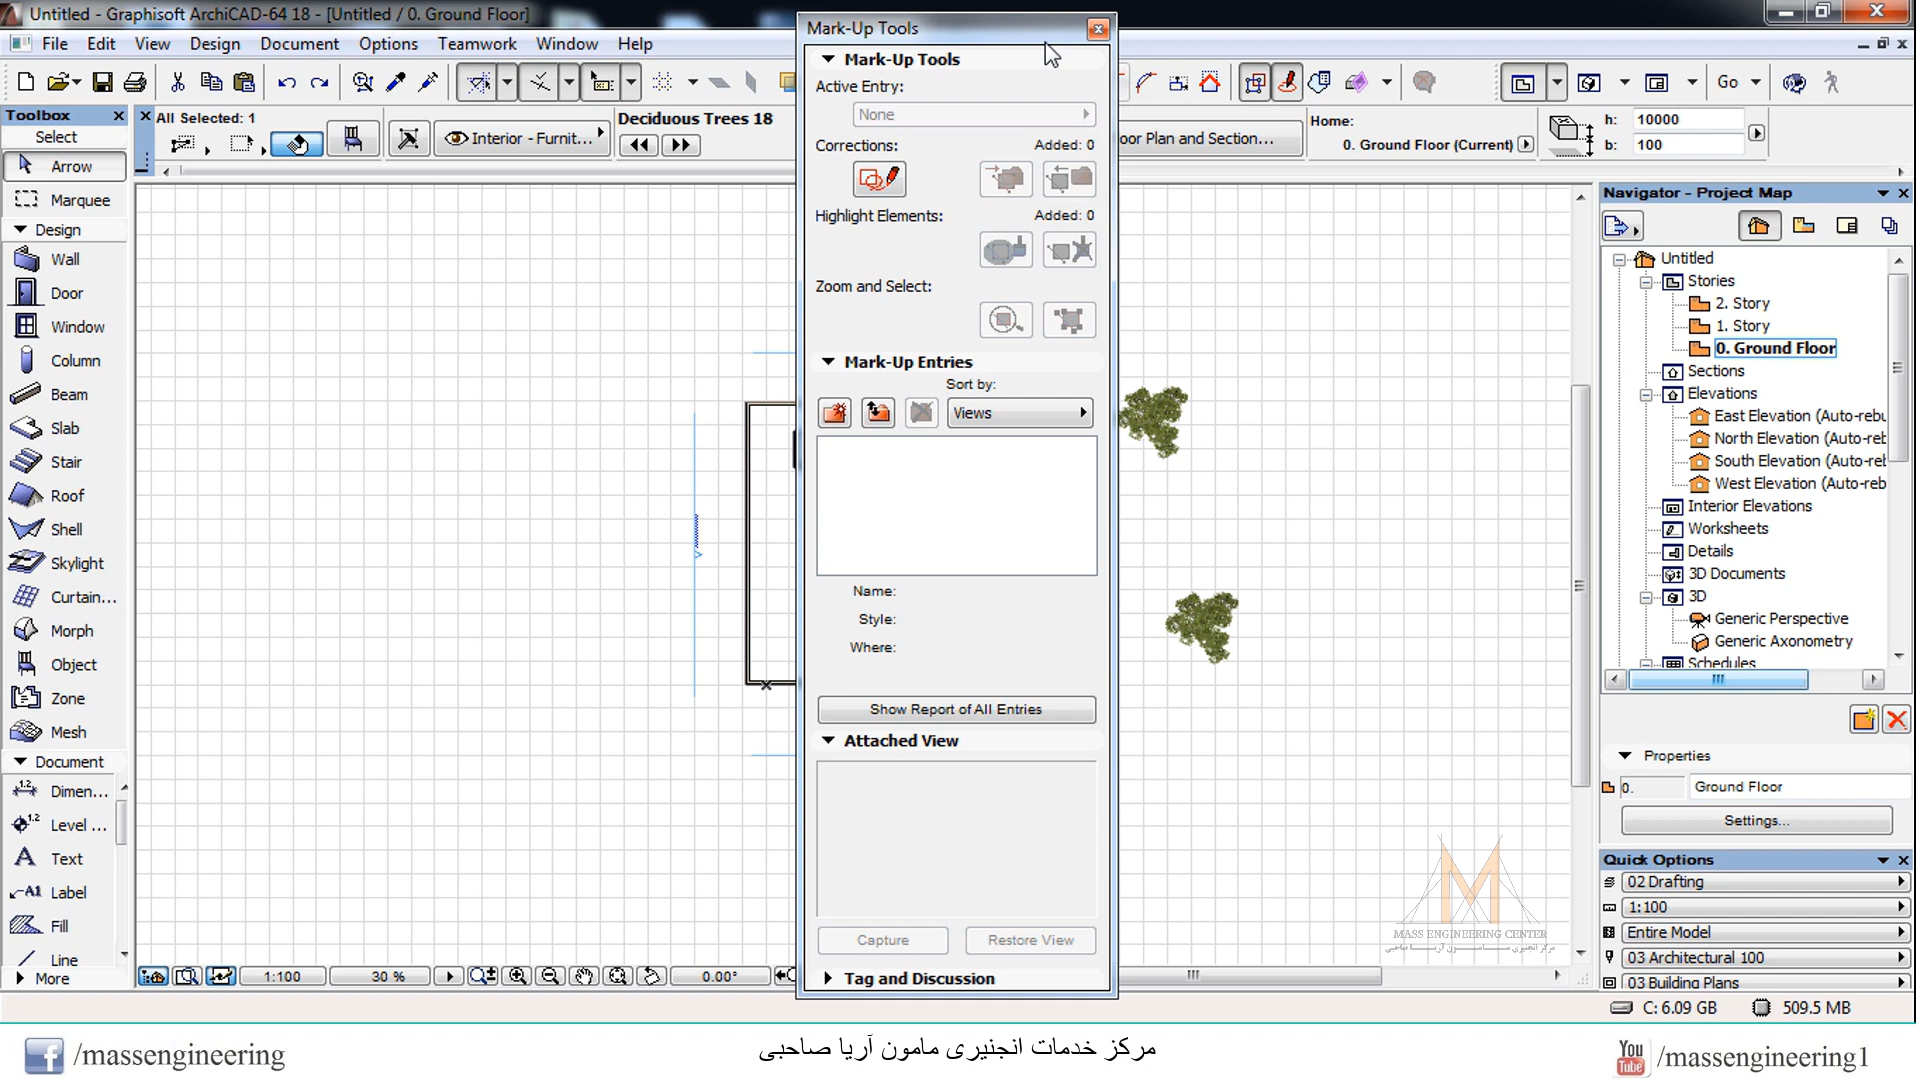 Untitled - Graphisoft ArchiCAD-64 18 - [Untitled / 0. Ground Floor]
File Edit View Design Document Options Teamwork Window Help
Toolbox
Select
Arrow
Marquee
Design
Wall
Door
Window
Column
Beam
Slab
Stair
Roof
Shell
Skylight
Curtain...
Morph
Object
Zone
Mesh
Document
Dimen...
Level ...
Text
Label
Fill
Line
More
All Selected: 1
Interior - Furnit...
Deciduous Trees 18
oor Plan and Section...
Home:
0. Ground Floor (Current)
h: 10000
b: 100
Go
Mark-Up Tools
Mark-Up Tools
Active Entry:
None
Corrections: Added: 0
Highlight Elements: Added: 0
Zoom and Select:
Mark-Up Entries
Sort by:
Views
Name:
Style:
Where:
Show Report of All Entries
Attached View
Capture Restore View
Tag and Discussion
1:100 30 % 0.00°
Navigator - Project Map
Untitled
Stories
2. Story
1. Story
0. Ground Floor
Sections
Elevations
East Elevation (Auto-rebu
North Elevation (Auto-ret
South Elevation (Auto-rel
West Elevation (Auto-reb
Interior Elevations
Worksheets
Details
3D Documents
3D
Generic Perspective
Generic Axonometry
Schedules
Properties
0. Ground Floor
Settings...
Quick Options
02 Drafting
1:100
Entire Model
03 Architectural 100
03 Building Plans
C: 6.09 GB 509.5 MB
MASS ENGINEERING CENTER
/massengineering
مرکز خدمات انجنیری مامون آریا صاحبی
You Tube /massengineering1